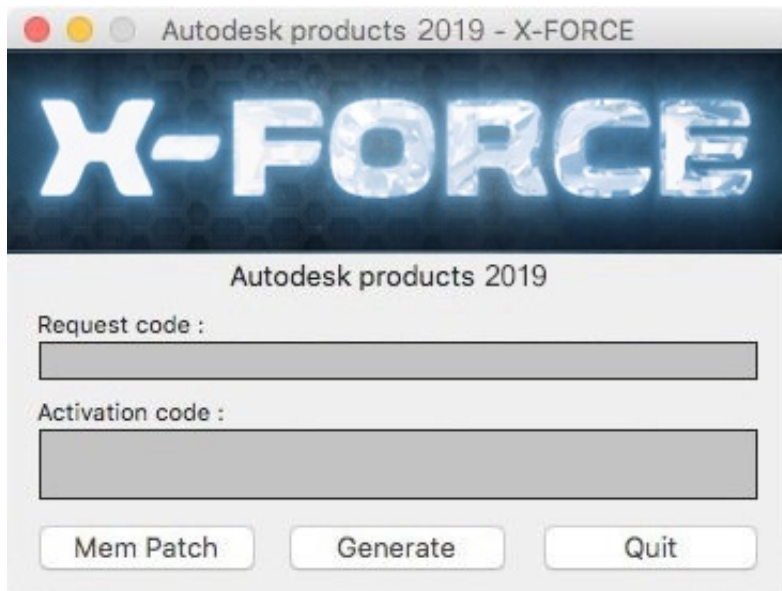 Autodesk products 2019 - X-FORCE
X-FORCE
Autodesk products 2019
Request code :
Activation code :
Mem Patch Generate Quit